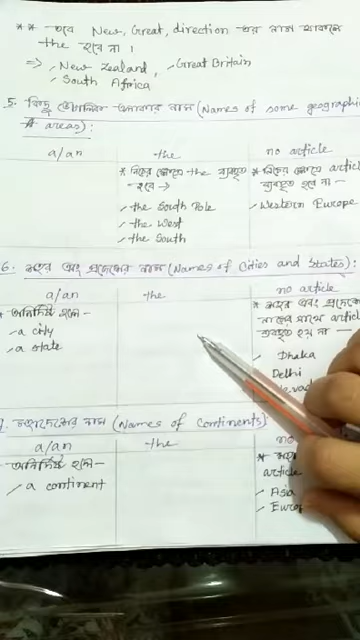 ** তবে New, Great, direction এর নাম থাকলে
the হবে না।
=> ✓ New Zealand, ✓ Great Britain
✓ South Africa
5. কিছু ভৌগোলিক এলাকার নাম (Names of some geographic
areas):
a/an the no article
* নিচের ক্ষেত্রে the ব্যবহৃত * নিচের ক্ষেত্রে article
হবে → ব্যবহৃত হবে না —
✓ the South Pole ✓ Western Europe
✓ the West
✓ the South
6. শহর এবং প্রদেশের নাম (Names of Cities and States):
a/an the no article
অনির্দিষ্ট হলে — * শহর এবং প্রদেশের
✓ a city নামের সাথে article
✓ a state ব্যবহৃত হয় না —
✓ Dhaka
Delhi
7. মহাদেশের নাম (Names of Continents):
a/an the no
অনির্দিষ্ট হলে —
✓ a continent article
✓ Asia
✓ Europ